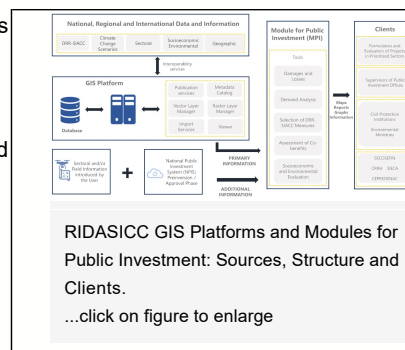 National, Regional and International Data and Information
DRR-SIACC
Climate
Change
Scenarios
Sectoral
Socioeconomic
Environmental
Geographic
Interoperability
services
GIS Platform
Database
Publication
services
Metadata
Catalog
Vector Layer
Manager
Raster Layer
Manager
Import
Services
Viewer
Sectoral and/or
Field Information
Introduced by
the User
+
National Public
Investment
System (NPIS)
Preinversion /
Approval Phase
PRIMARY
INFORMATION
ADDITIONAL
INFORMATION
Module for Public
Investment (MPI)
Tools
Damages and
Losses
Demand Analysis
Selection of DRR-
SIACC Measures
Assessment of Co-
benefits
Socioeconomic
and Environmental
Evaluation
Maps
Reports
Graphs
Information
Clients
Formulators and
Evaluators of Projects
in Prioritized Sectors
Supervisors of Public
Investment Offices
Civil Protection
Institutions
Environmental
Ministries
RIDASICC GIS Platforms and Modules for
Public Investment: Sources, Structure and
Clients.
...click on figure to enlarge